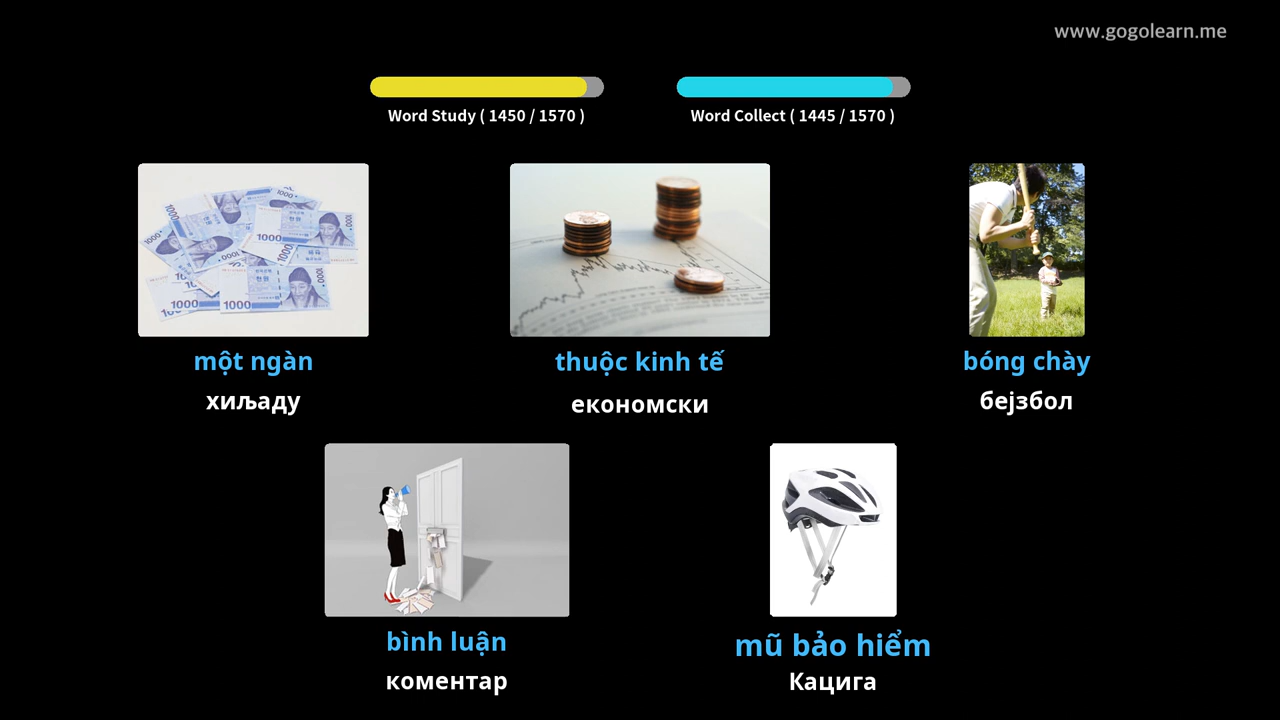 www.gogolearn.me
Word Study ( 1450 / 1570 )
Word Collect ( 1445 / 1570 )
một ngàn
хиљаду
thuộc kinh tế
економски
bóng chày
бејзбол
bình luận
коментар
mũ bảo hiểm
Кацига